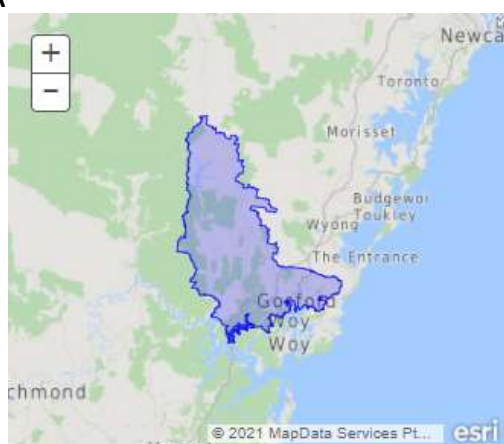 Newca
+
−
Toronto
Morisset
Budgewoi
Toukley
Wyong
The Entrance
Gosford
Woy
Woy
chmond
© 2021 MapData Services Pt... esri